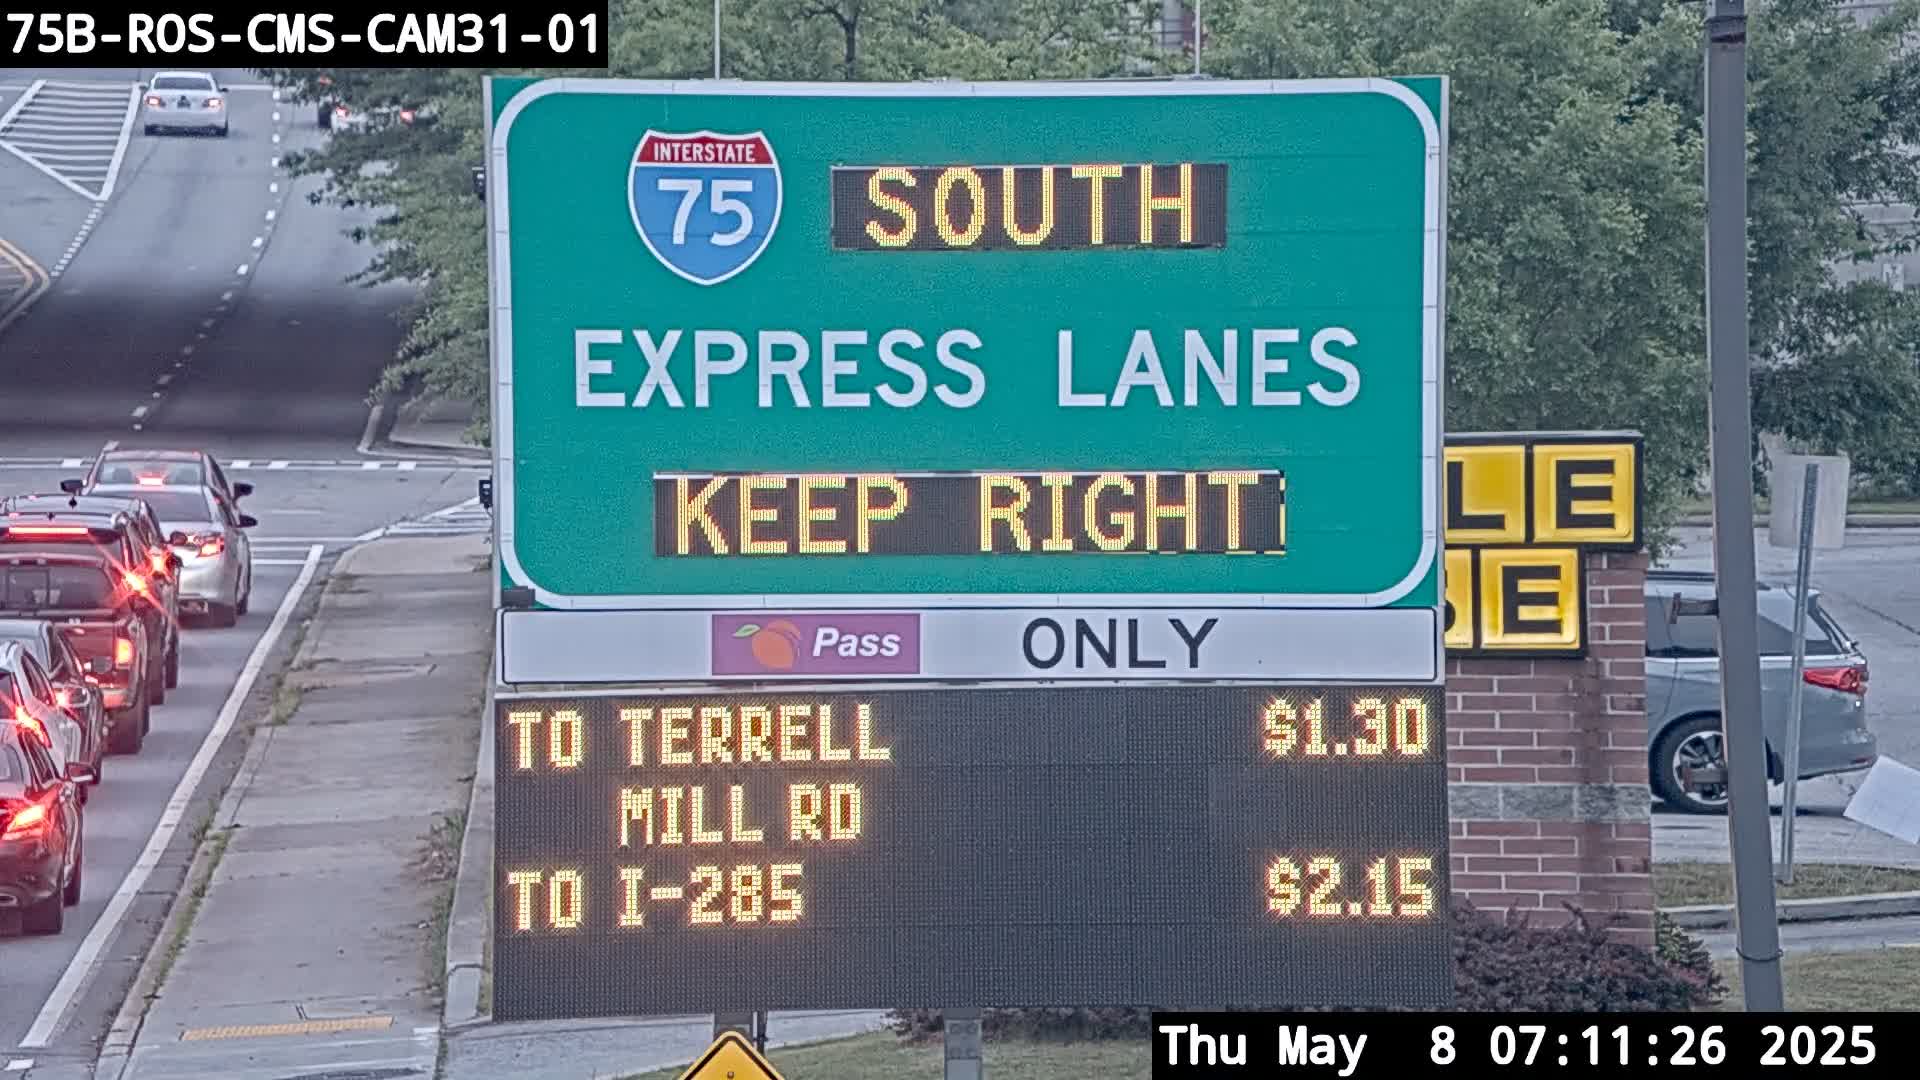 75B-ROS-CMS-CAM31-01
INTERSTATE
75
SOUTH
EXPRESS LANES
KEEP RIGHT
Pass ONLY
TO TERRELL $1.30
MILL RD
TO I-285 $2.15
LE
E
Thu May 8 07:11:26 2025